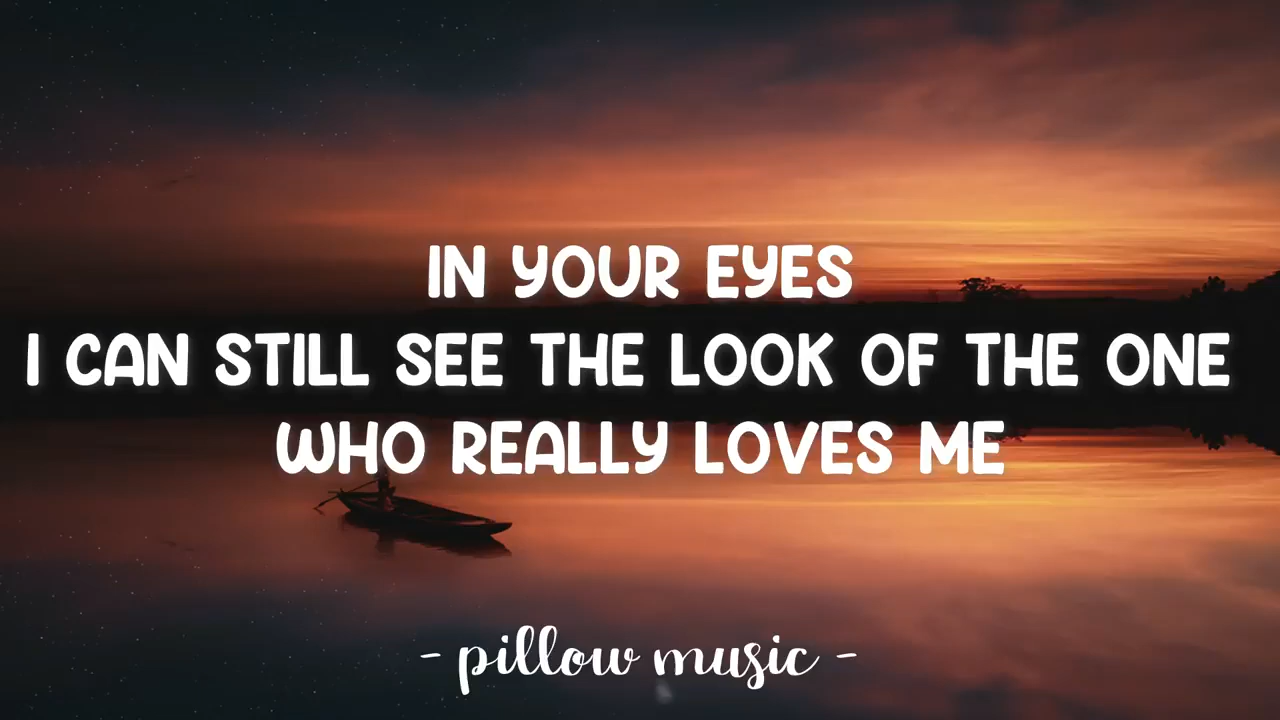 IN YOUR EYES
I CAN STILL SEE THE LOOK OF THE ONE
WHO REALLY LOVES ME
- pillow music -